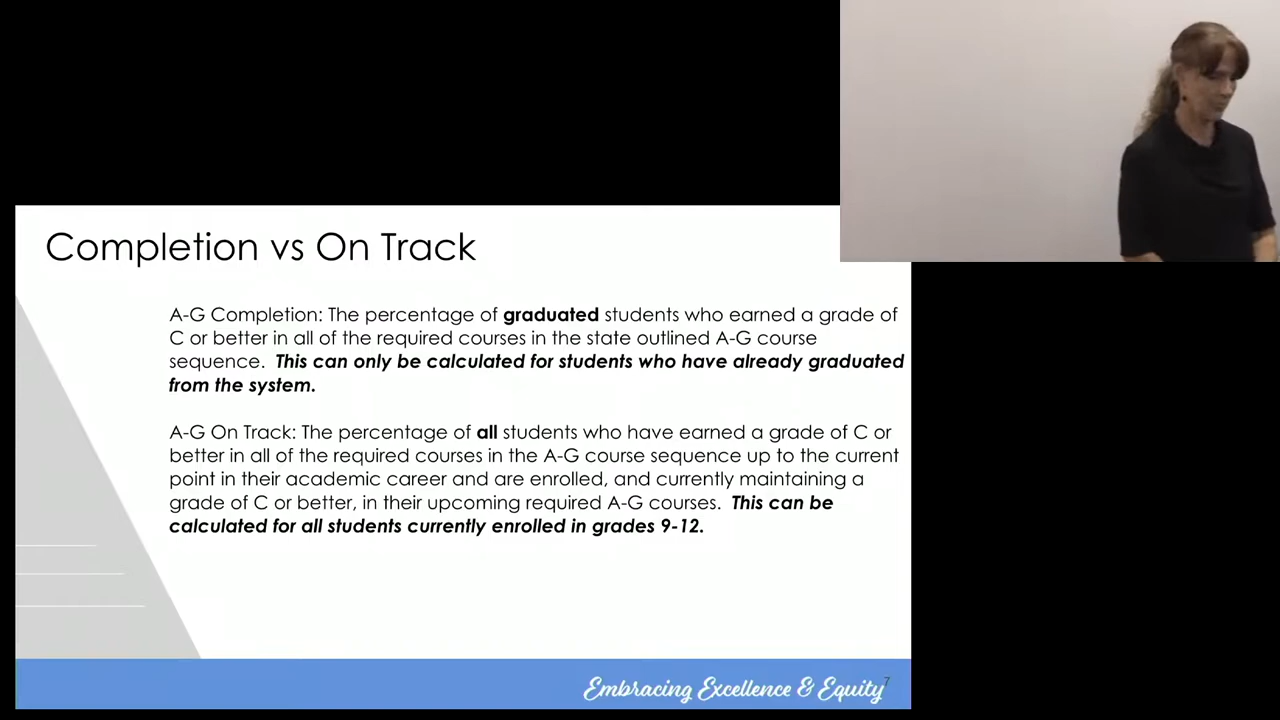 Completion vs On Track
A-G Completion: The percentage of graduated students who earned a grade of
C or better in all of the required courses in the state outlined A-G course
sequence. This can only be calculated for students who have already graduated
from the system.
A-G On Track: The percentage of all students who have earned a grade of C or
better in all of the required courses in the A-G course sequence up to the current
point in their academic career and are enrolled, and currently maintaining a
grade of C or better, in their upcoming required A-G courses. This can be
calculated for all students currently enrolled in grades 9-12.
Embracing Excellence & Equity
7